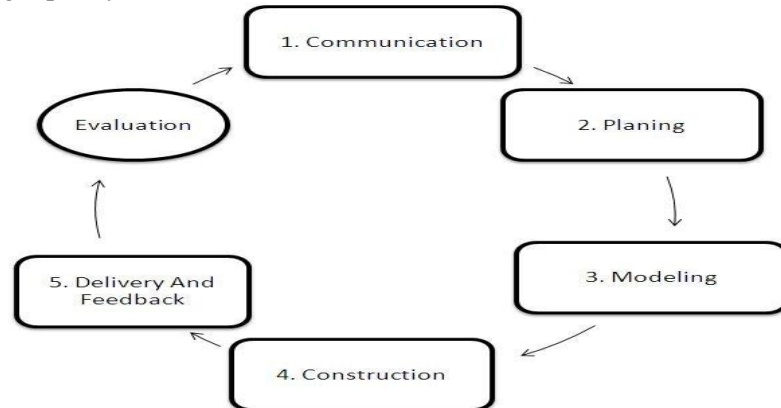 1. Communication
Evaluation
2. Planing
3. Modeling
5. Delivery And
Feedback
4. Construction